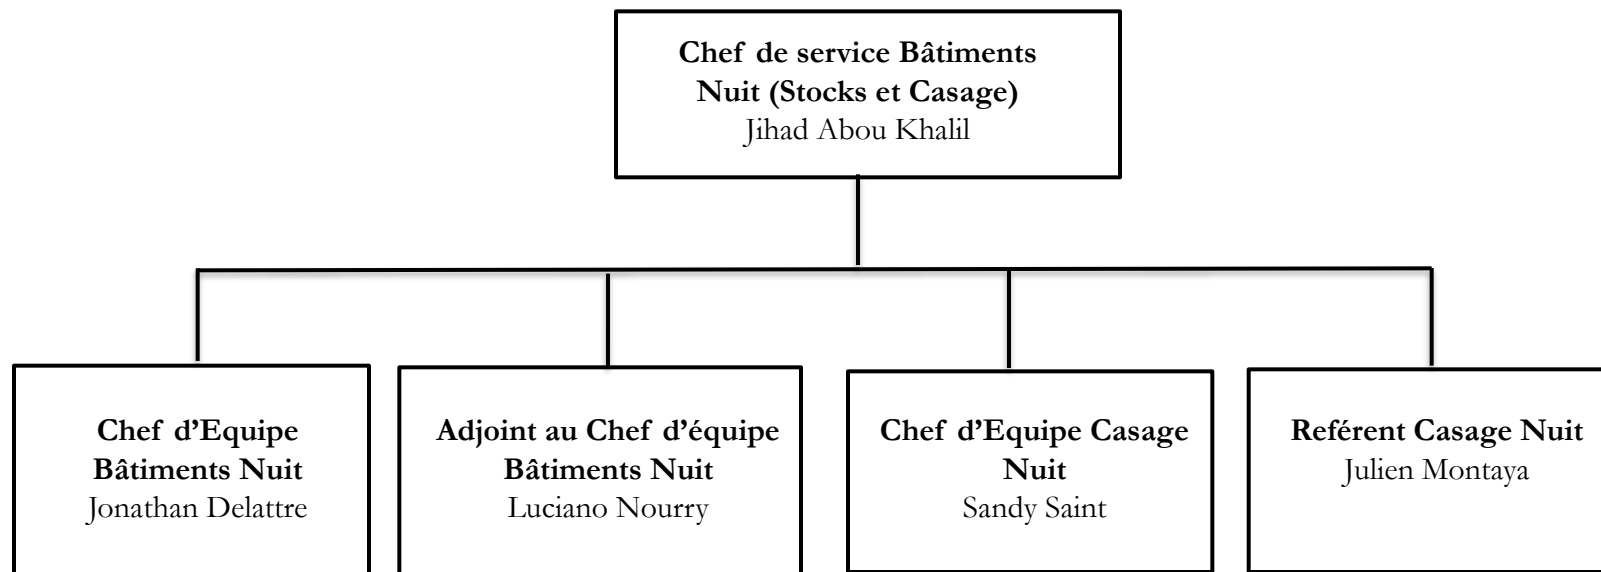 Chef de service Bâtiments
Nuit (Stocks et Casage)
Jihad Abou Khalil
Chef d’Equipe
Bâtiments Nuit
Jonathan Delattre
Adjoint au Chef d’équipe
Bâtiments Nuit
Luciano Nourry
Chef d’Equipe Casage
Nuit
Sandy Saint
Reférent Casage Nuit
Julien Montaya